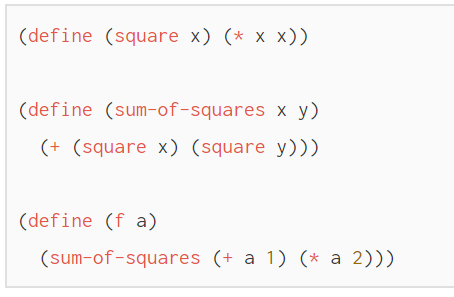 (define (square x) (* x x))
(define (sum-of-squares x y)
(+ (square x) (square y)))
(define (f a)
(sum-of-squares (+ a 1) (* a 2)))